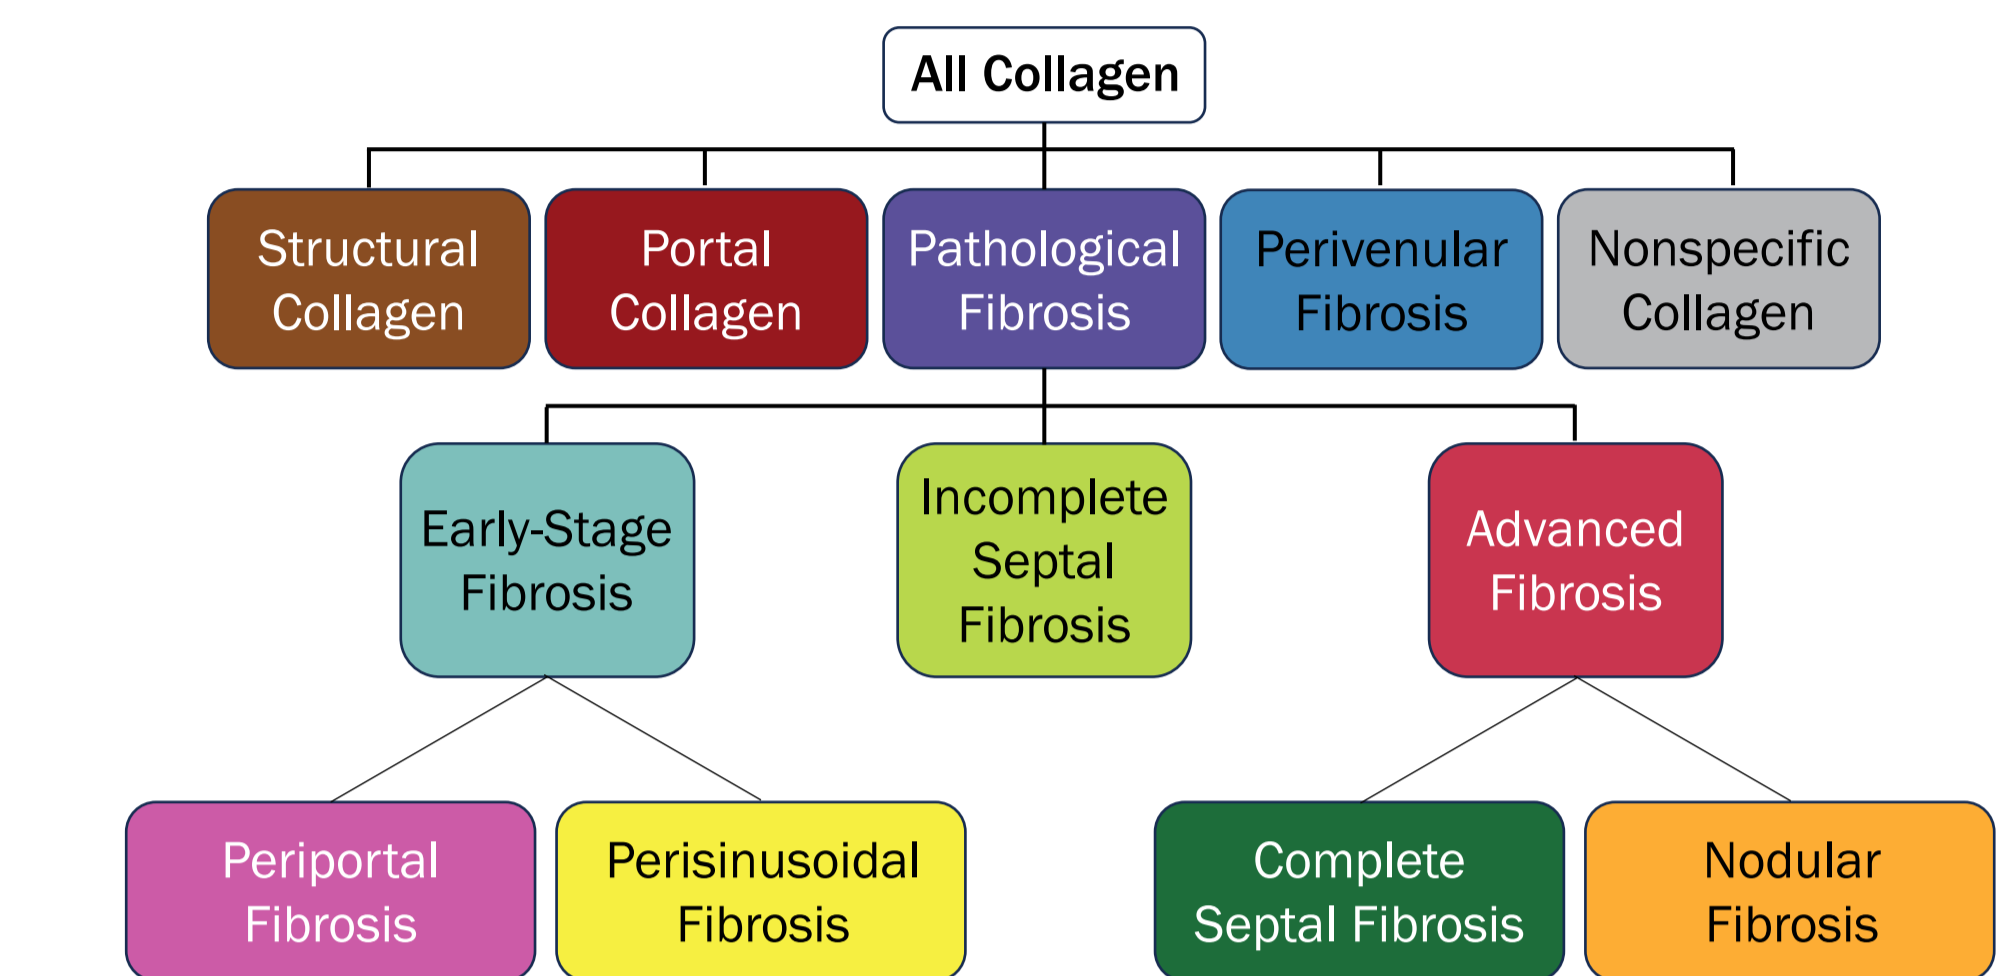 All Collagen
Structural
Collagen
Portal
Collagen
Pathological
Fibrosis
Perivenular
Fibrosis
Nonspecific
Collagen
Early-Stage
Fibrosis
Incomplete
Septal
Fibrosis
Advanced
Fibrosis
Periportal
Fibrosis
Perisinusoidal
Fibrosis
Complete
Septal Fibrosis
Nodular
Fibrosis